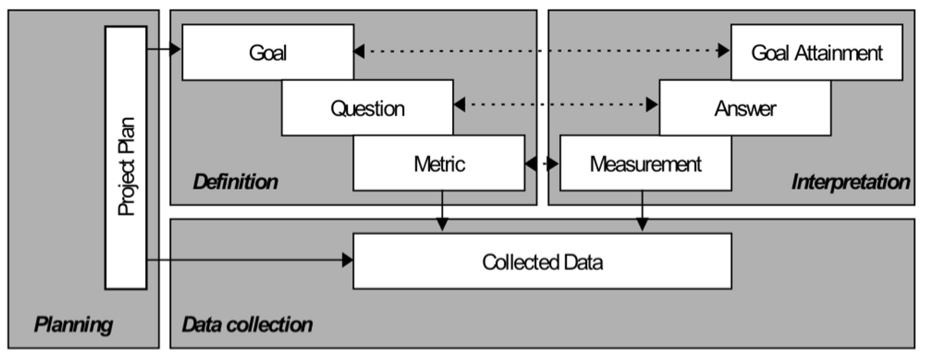 Project Plan
Planning
Goal
Question
Metric
Definition
Goal Attainment
Answer
Measurement
Interpretation
Collected Data
Data collection